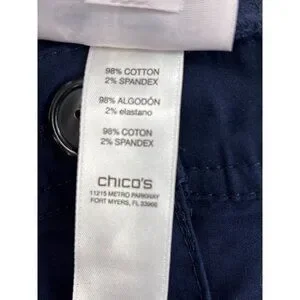 98% COTTON
2% SPANDEX
98% ALGODÓN
2% elastano
98% COTON
2% SPANDEX
chico's
11215 METRO PARKWAY
FORT MYERS, FL 33966